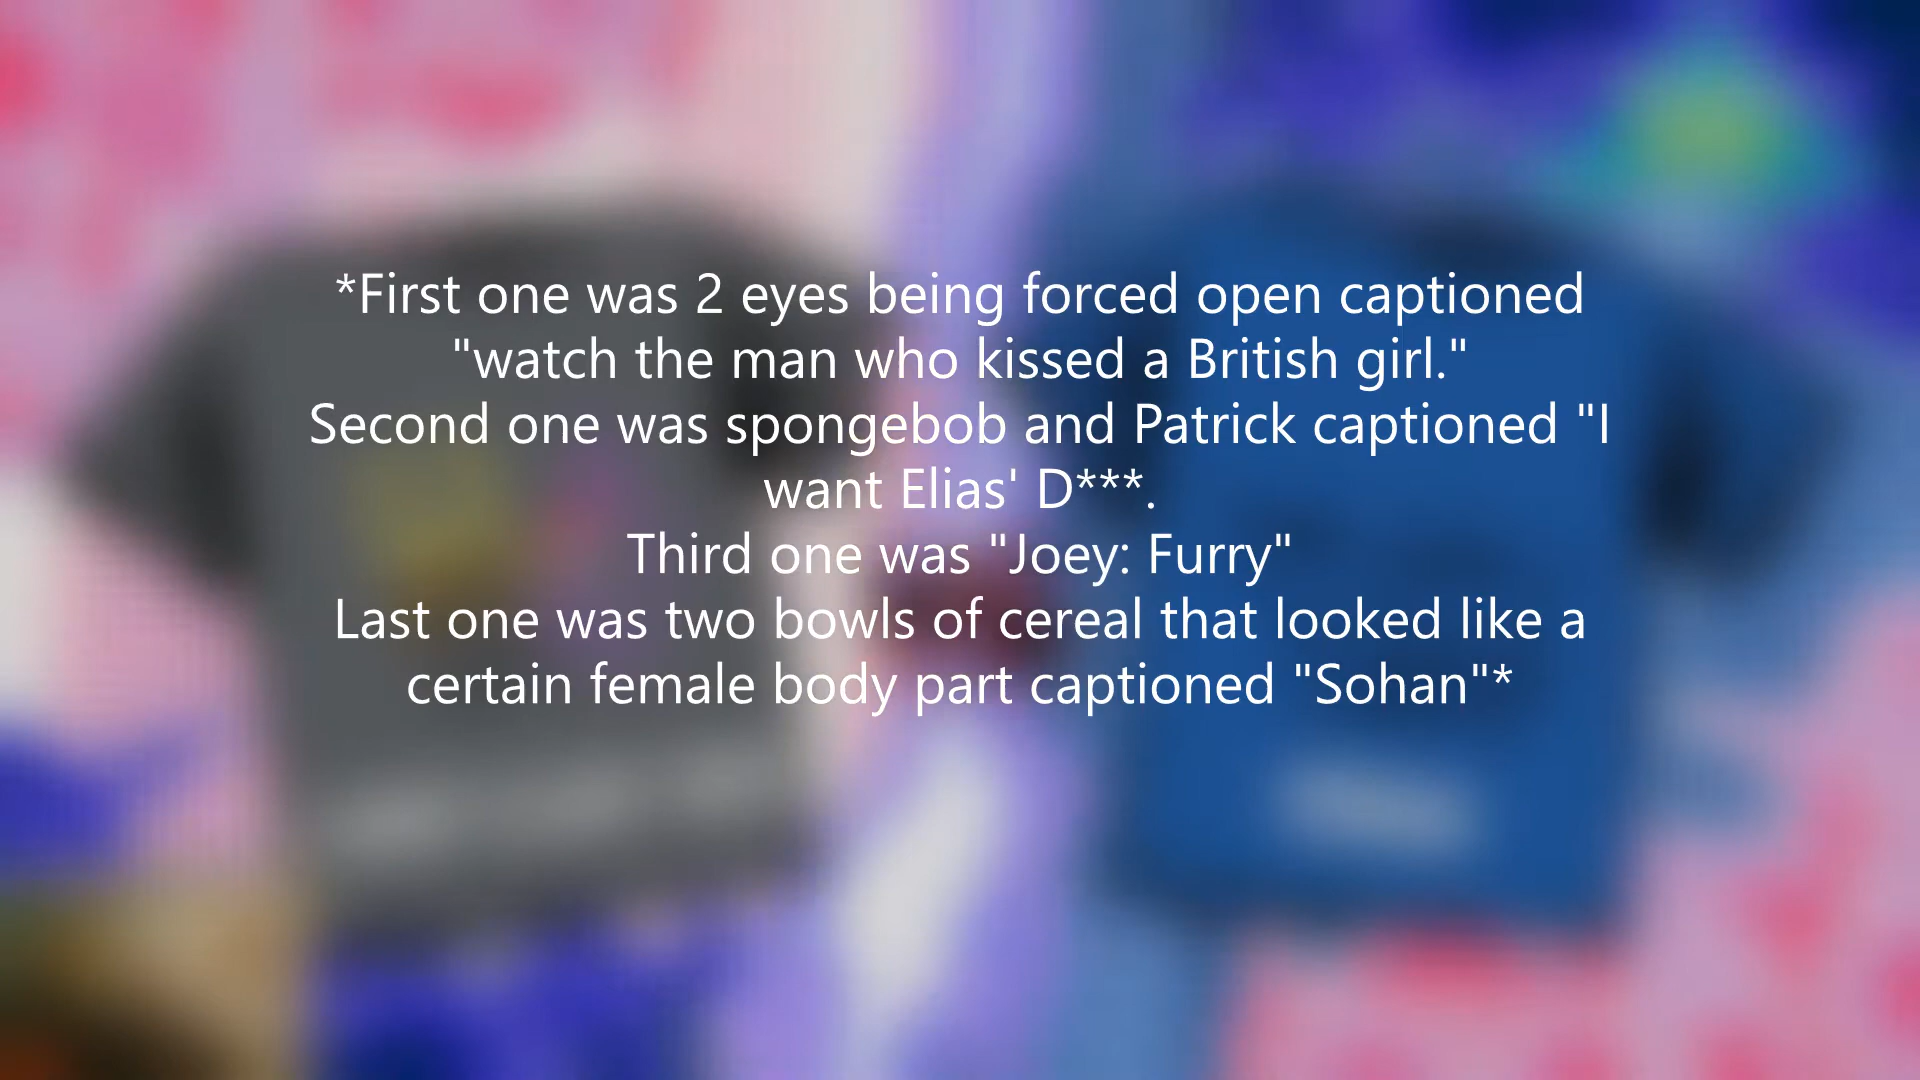 *First one was 2 eyes being forced open captioned
"watch the man who kissed a British girl."
Second one was spongebob and Patrick captioned "I
want Elias' D***.
Third one was "Joey: Furry"
Last one was two bowls of cereal that looked like a
certain female body part captioned "Sohan"*